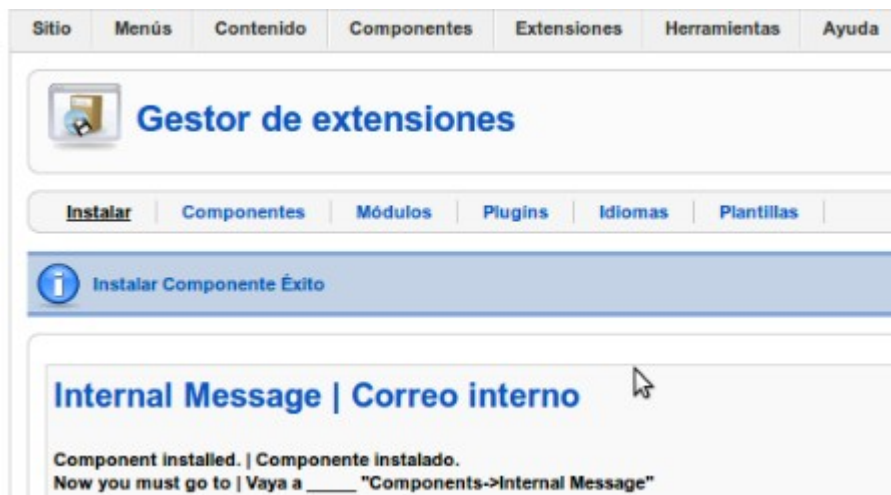 Sitio Menús Contenido Componentes Extensiones Herramientas Ayuda
Gestor de extensiones
Instalar Componentes Módulos Plugins Idiomas Plantillas
Instalar Componente Éxito
Internal Message | Correo interno
Component installed. | Componente instalado.
Now you must go to | Vaya a _____ "Components->Internal Message"